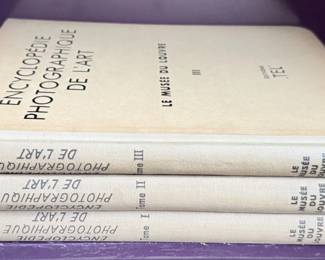 ENCYCLOPÉDIE
PHOTOGRAPHIQUE
DE L'ART
LE MUSÉE DU LOUVRE
III
TEL
ENCYCLOPÉDIE
PHOTOGRAPHIQUE
DE L'ART
Tome III
LE
MUSÉE
DU
LOUVRE
ENCYCLOPÉDIE
PHOTOGRAPHIQUE
DE L'ART
Tome II
LE
MUSÉE
DU
LOUVRE
ENCYCLOPÉDIE
PHOTOGRAPHIQUE
DE L'ART
Tome I
LE
MUSÉE
DU
LOUVRE